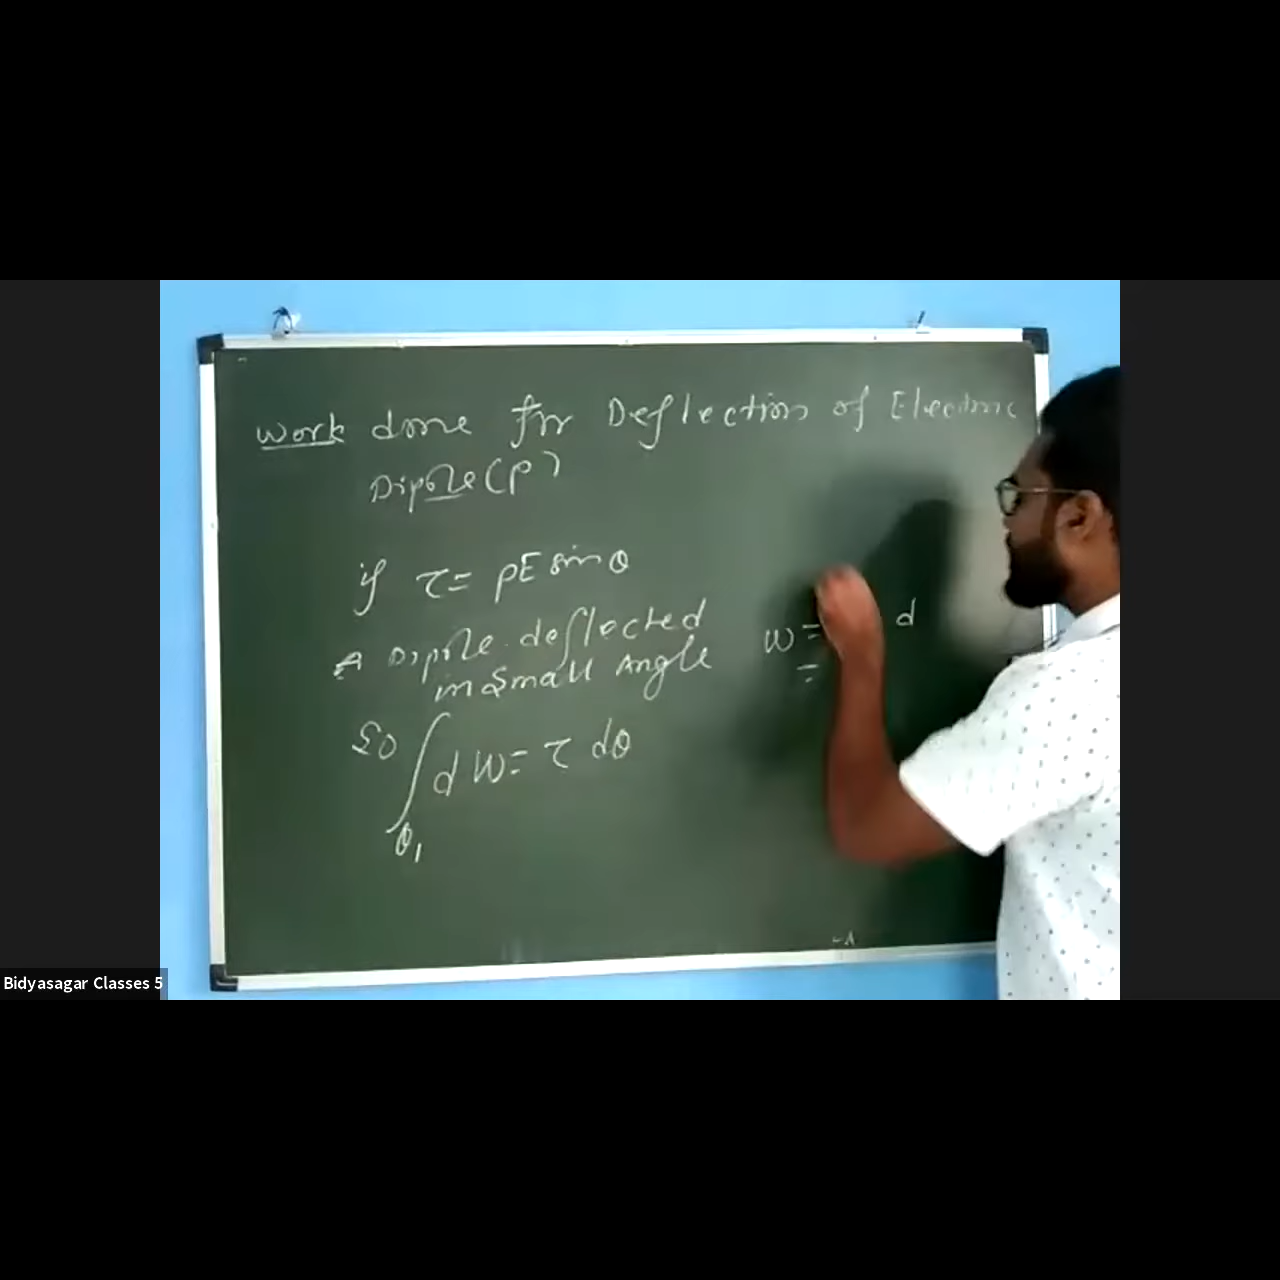 Work done for Deflection of Electric
Dipole (P)
if τ = PE sin θ
A Dipole deflected
in Small Angle
So ∫ dW = τ dθ
θ₁
W =
d
=
Bidyasagar Classes 5